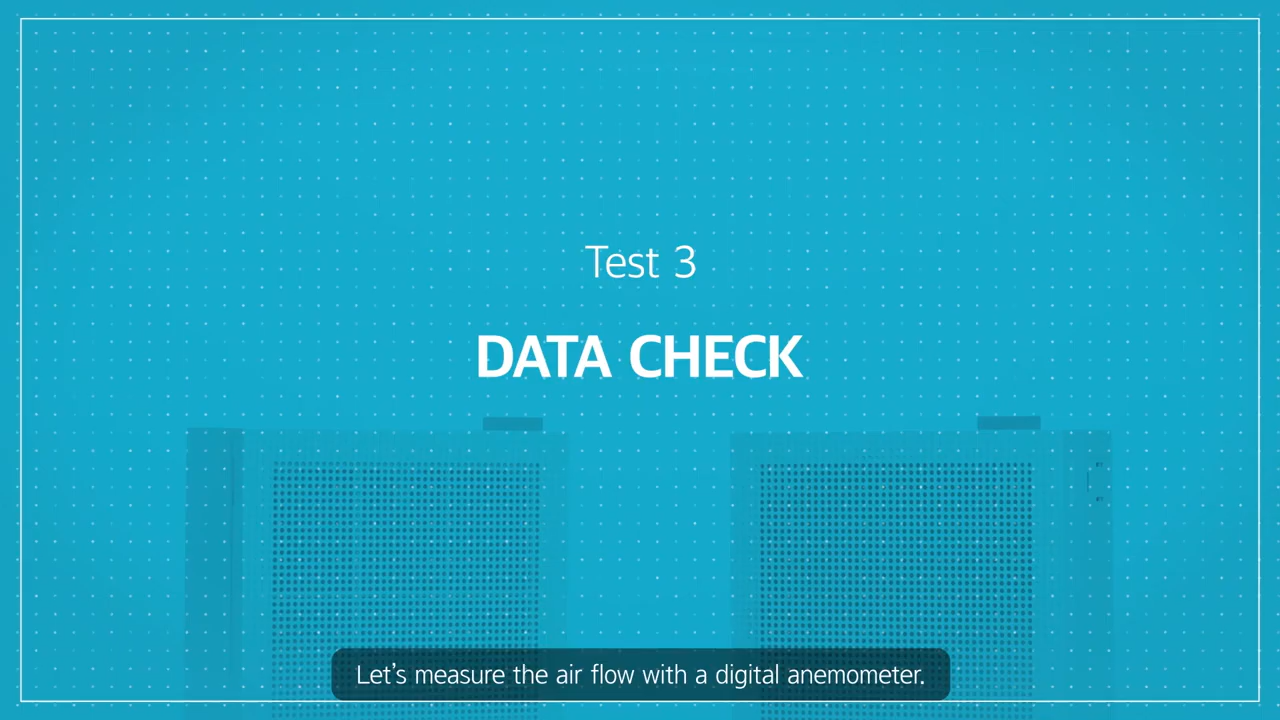 Test 3
DATA CHECK
Let's measure the air flow with a digital anemometer.